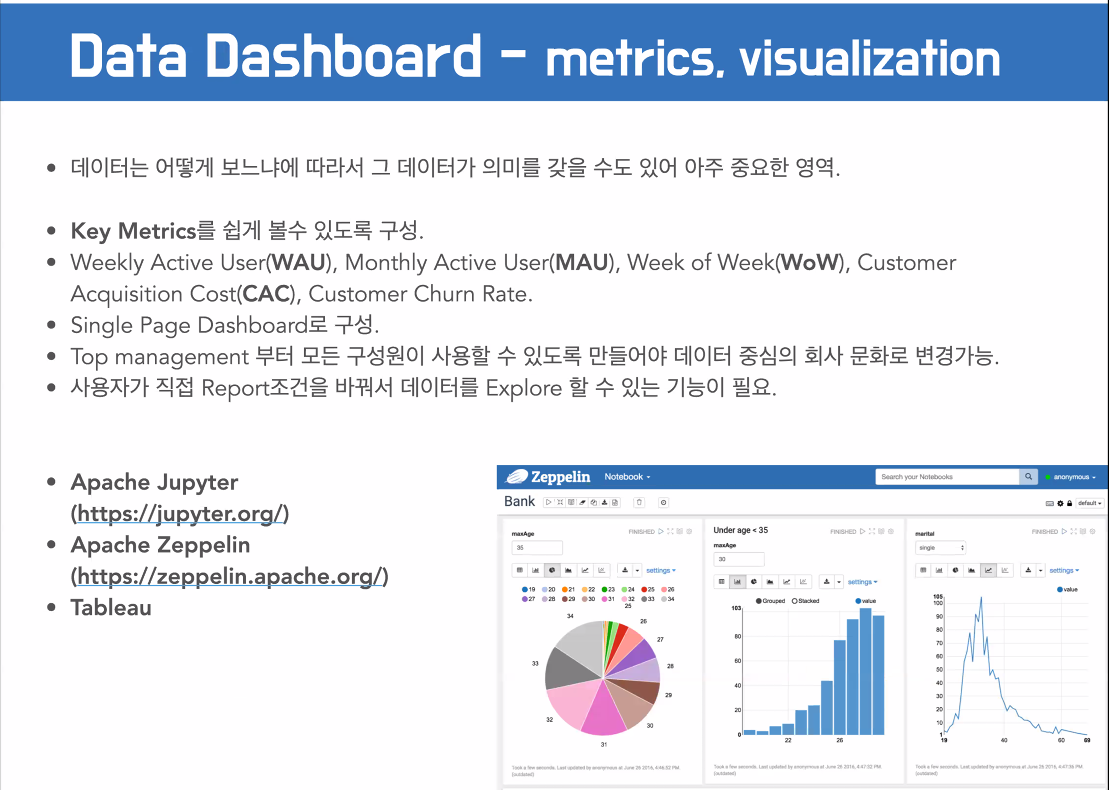 Data Dashboard - metrics, visualization
• 데이터는 어떻게 보느냐에 따라서 그 데이터가 의미를 갖을 수도 있어 아주 중요한 영역.
• Key Metrics를 쉽게 볼수 있도록 구성.
• Weekly Active User(WAU), Monthly Active User(MAU), Week of Week(WoW), Customer
Acquisition Cost(CAC), Customer Churn Rate.
• Single Page Dashboard로 구성.
• Top management 부터 모든 구성원이 사용할 수 있도록 만들어야 데이터 중심의 회사 문화로 변경가능.
• 사용자가 직접 Report조건을 바꿔서 데이터를 Explore 할 수 있는 기능이 필요.
• Apache Jupyter
(https://jupyter.org/)
• Apache Zeppelin
(https://zeppelin.apache.org/)
• Tableau
Zeppelin Notebook Search your Notebooks anonymous
Bank default
FINISHED
maxAge
35
settings
19 20 21 22 23 24 25 26
27 28 29 30 31 32 33 34
25
34
26
27
33
28
29
32
30
31
Took a few seconds. Last updated by anonymous at June 26 2016, 4:46:52 PM
(outdated)
Under age < 35 FINISHED
maxAge
30
settings
Grouped Stacked value
103
80
60
40
20
0
22 26
Took a few seconds. Last updated by anonymous at June 26 2016, 4:47:32 PM
(outdated)
marital FINISHED
single
settings
value
105
100
90
80
70
60
50
40
30
20
10
1
19 40 60 69
Took a few seconds. Last updated by anonymous at June 26 2016, 4:47:36 PM
(outdated)